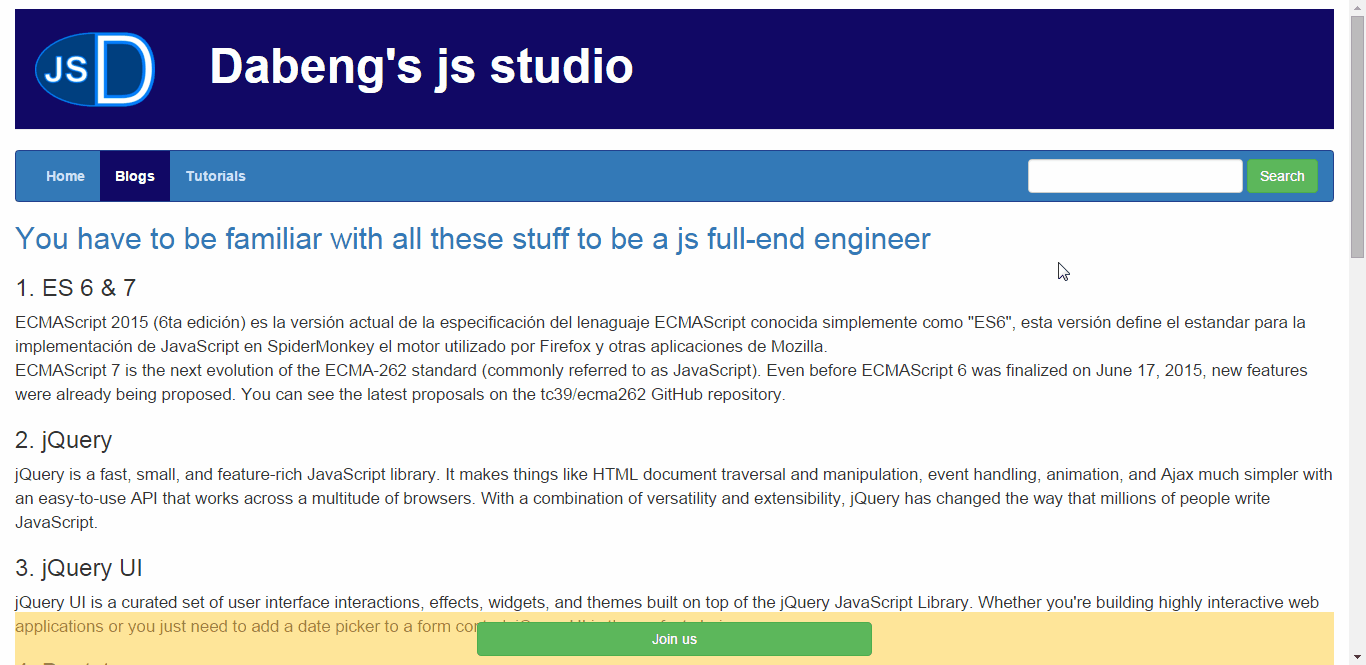 JSD
Dabeng's js studio
Home Blogs Tutorials Search
You have to be familiar with all these stuff to be a js full-end engineer
1. ES 6 & 7
ECMAScript 2015 (6ta edición) es la versión actual de la especificación del lenaguaje ECMAScript conocida simplemente como "ES6", esta versión define el estandar para la
implementación de JavaScript en SpiderMonkey el motor utilizado por Firefox y otras aplicaciones de Mozilla.
ECMAScript 7 is the next evolution of the ECMA-262 standard (commonly referred to as JavaScript). Even before ECMAScript 6 was finalized on June 17, 2015, new features
were already being proposed. You can see the latest proposals on the tc39/ecma262 GitHub repository.
2. jQuery
jQuery is a fast, small, and feature-rich JavaScript library. It makes things like HTML document traversal and manipulation, event handling, animation, and Ajax much simpler with
an easy-to-use API that works across a multitude of browsers. With a combination of versatility and extensibility, jQuery has changed the way that millions of people write
JavaScript.
3. jQuery UI
jQuery UI is a curated set of user interface interactions, effects, widgets, and themes built on top of the jQuery JavaScript Library. Whether you're building highly interactive web
applications or you just need to add a date picker to a form
Join us